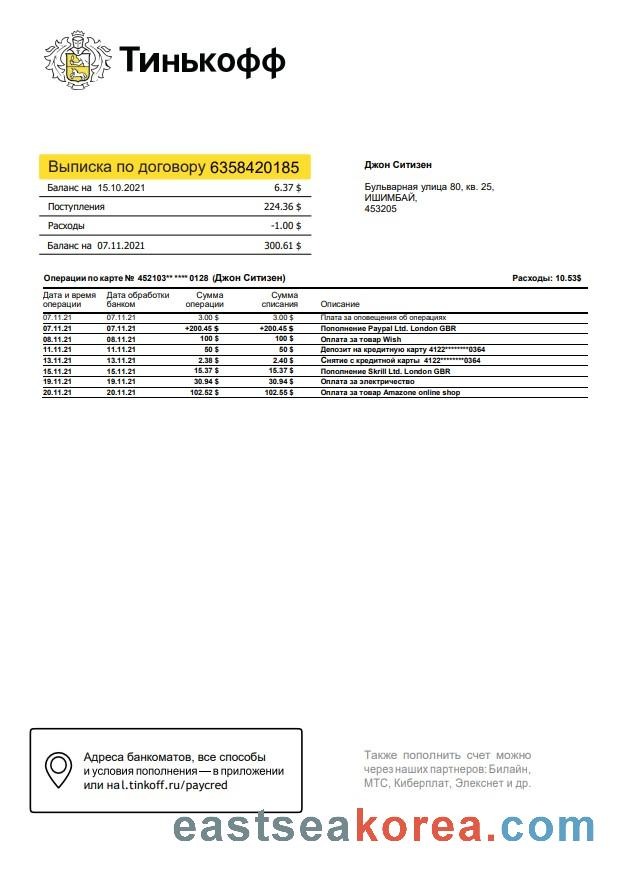 Тинькофф
Выписка по договору 6358420185
Баланс на 15.10.2021 6.37 $
Поступления 224.36 $
Расходы -1.00 $
Баланс на 07.11.2021 300.61 $
Джон Ситизен
Бульварная улица 80, кв. 25,
ИШИМБАЙ,
453205
Операции по карте № 452103** **** 0128 (Джон Ситизен) Расходы: 10.53$
Дата и время Дата обработки Сумма Сумма
операции банком операции списания Описание
07.11.21 07.11.21 3.00 $ 3.00 $ Плата за оповещения об операциях
07.11.21 07.11.21 +200.45 $ +200.45 $ Пополнение Paypal Ltd. London GBR
08.11.21 08.11.21 100 $ 100 $ Оплата за товар Wish
11.11.21 11.11.21 50 $ 50 $ Депозит на кредитную карту 4122********0364
13.11.21 13.11.21 2.38 $ 2.40 $ Снятие с кредитной карты 4122********0364
15.11.21 15.11.21 15.37 $ 15.37 $ Пополнение Skrill Ltd. London GBR
19.11.21 19.11.21 30.94 $ 30.94 $ Оплата за электричество
20.11.21 20.11.21 102.52 $ 102.55 $ Оплата за товар Amazone online shop
Адреса банкоматов, все способы
и условия пополнения — в приложении
или на l.tinkoff.ru/paycred
Также пополнить счет можно
через наших партнеров: Билайн,
МТС, Киберплат, Элекснет и др.
eastseakorea.com